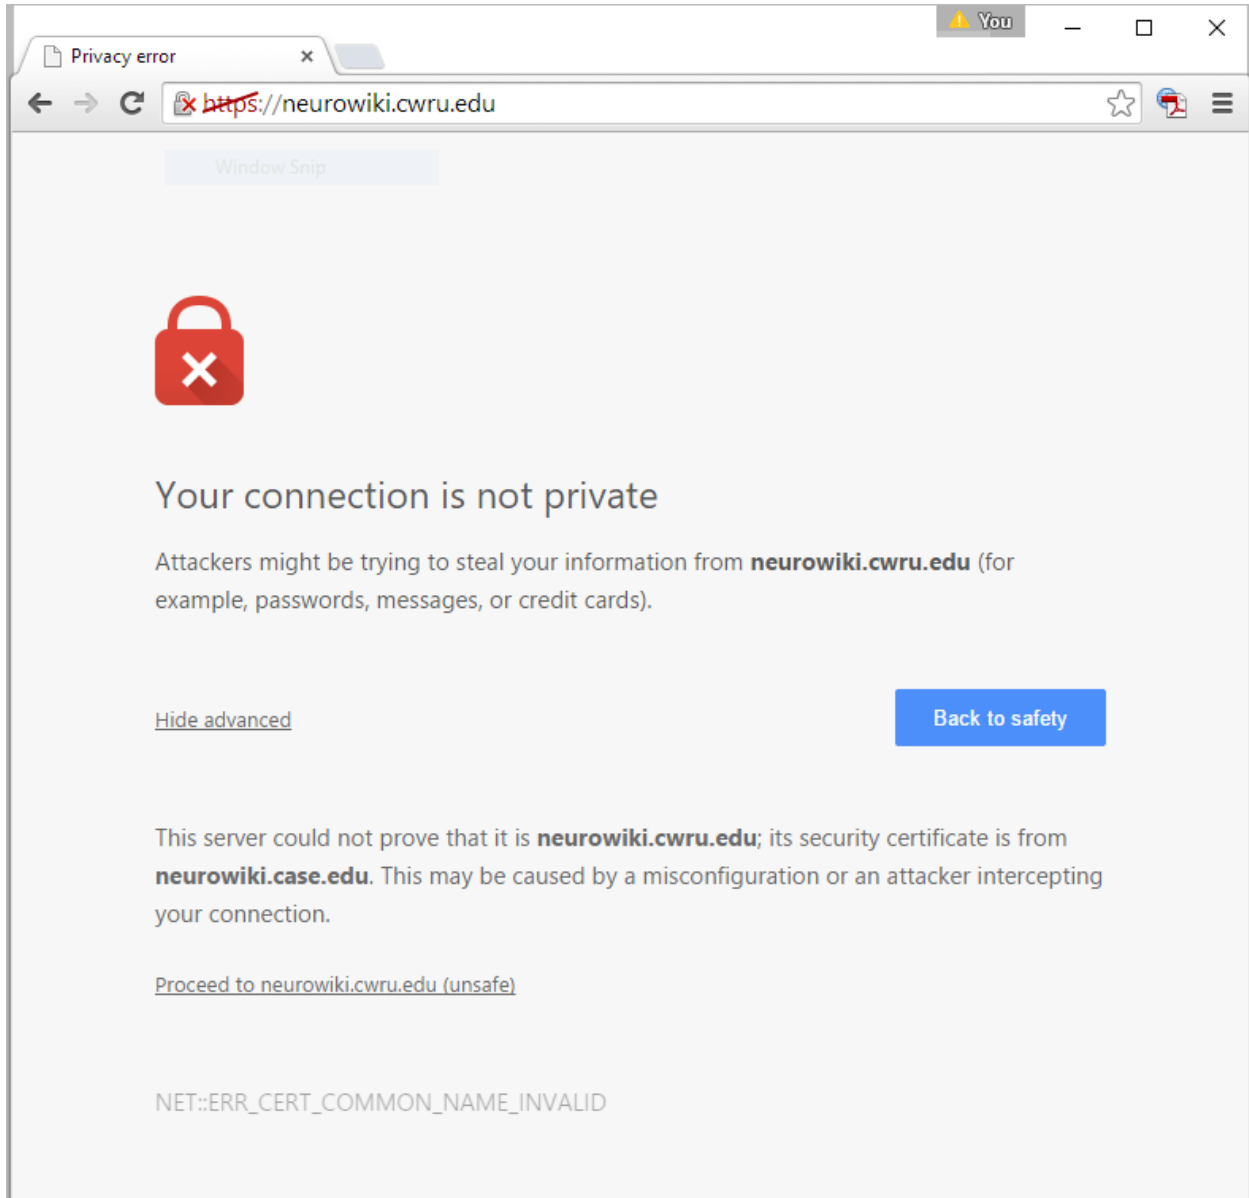 You
Privacy error
https://neurowiki.cwru.edu
Window Snip
Your connection is not private
Attackers might be trying to steal your information from neurowiki.cwru.edu (for
example, passwords, messages, or credit cards).
Hide advanced
Back to safety
This server could not prove that it is neurowiki.cwru.edu; its security certificate is from
neurowiki.case.edu. This may be caused by a misconfiguration or an attacker intercepting
your connection.
Proceed to neurowiki.cwru.edu (unsafe)
NET::ERR_CERT_COMMON_NAME_INVALID